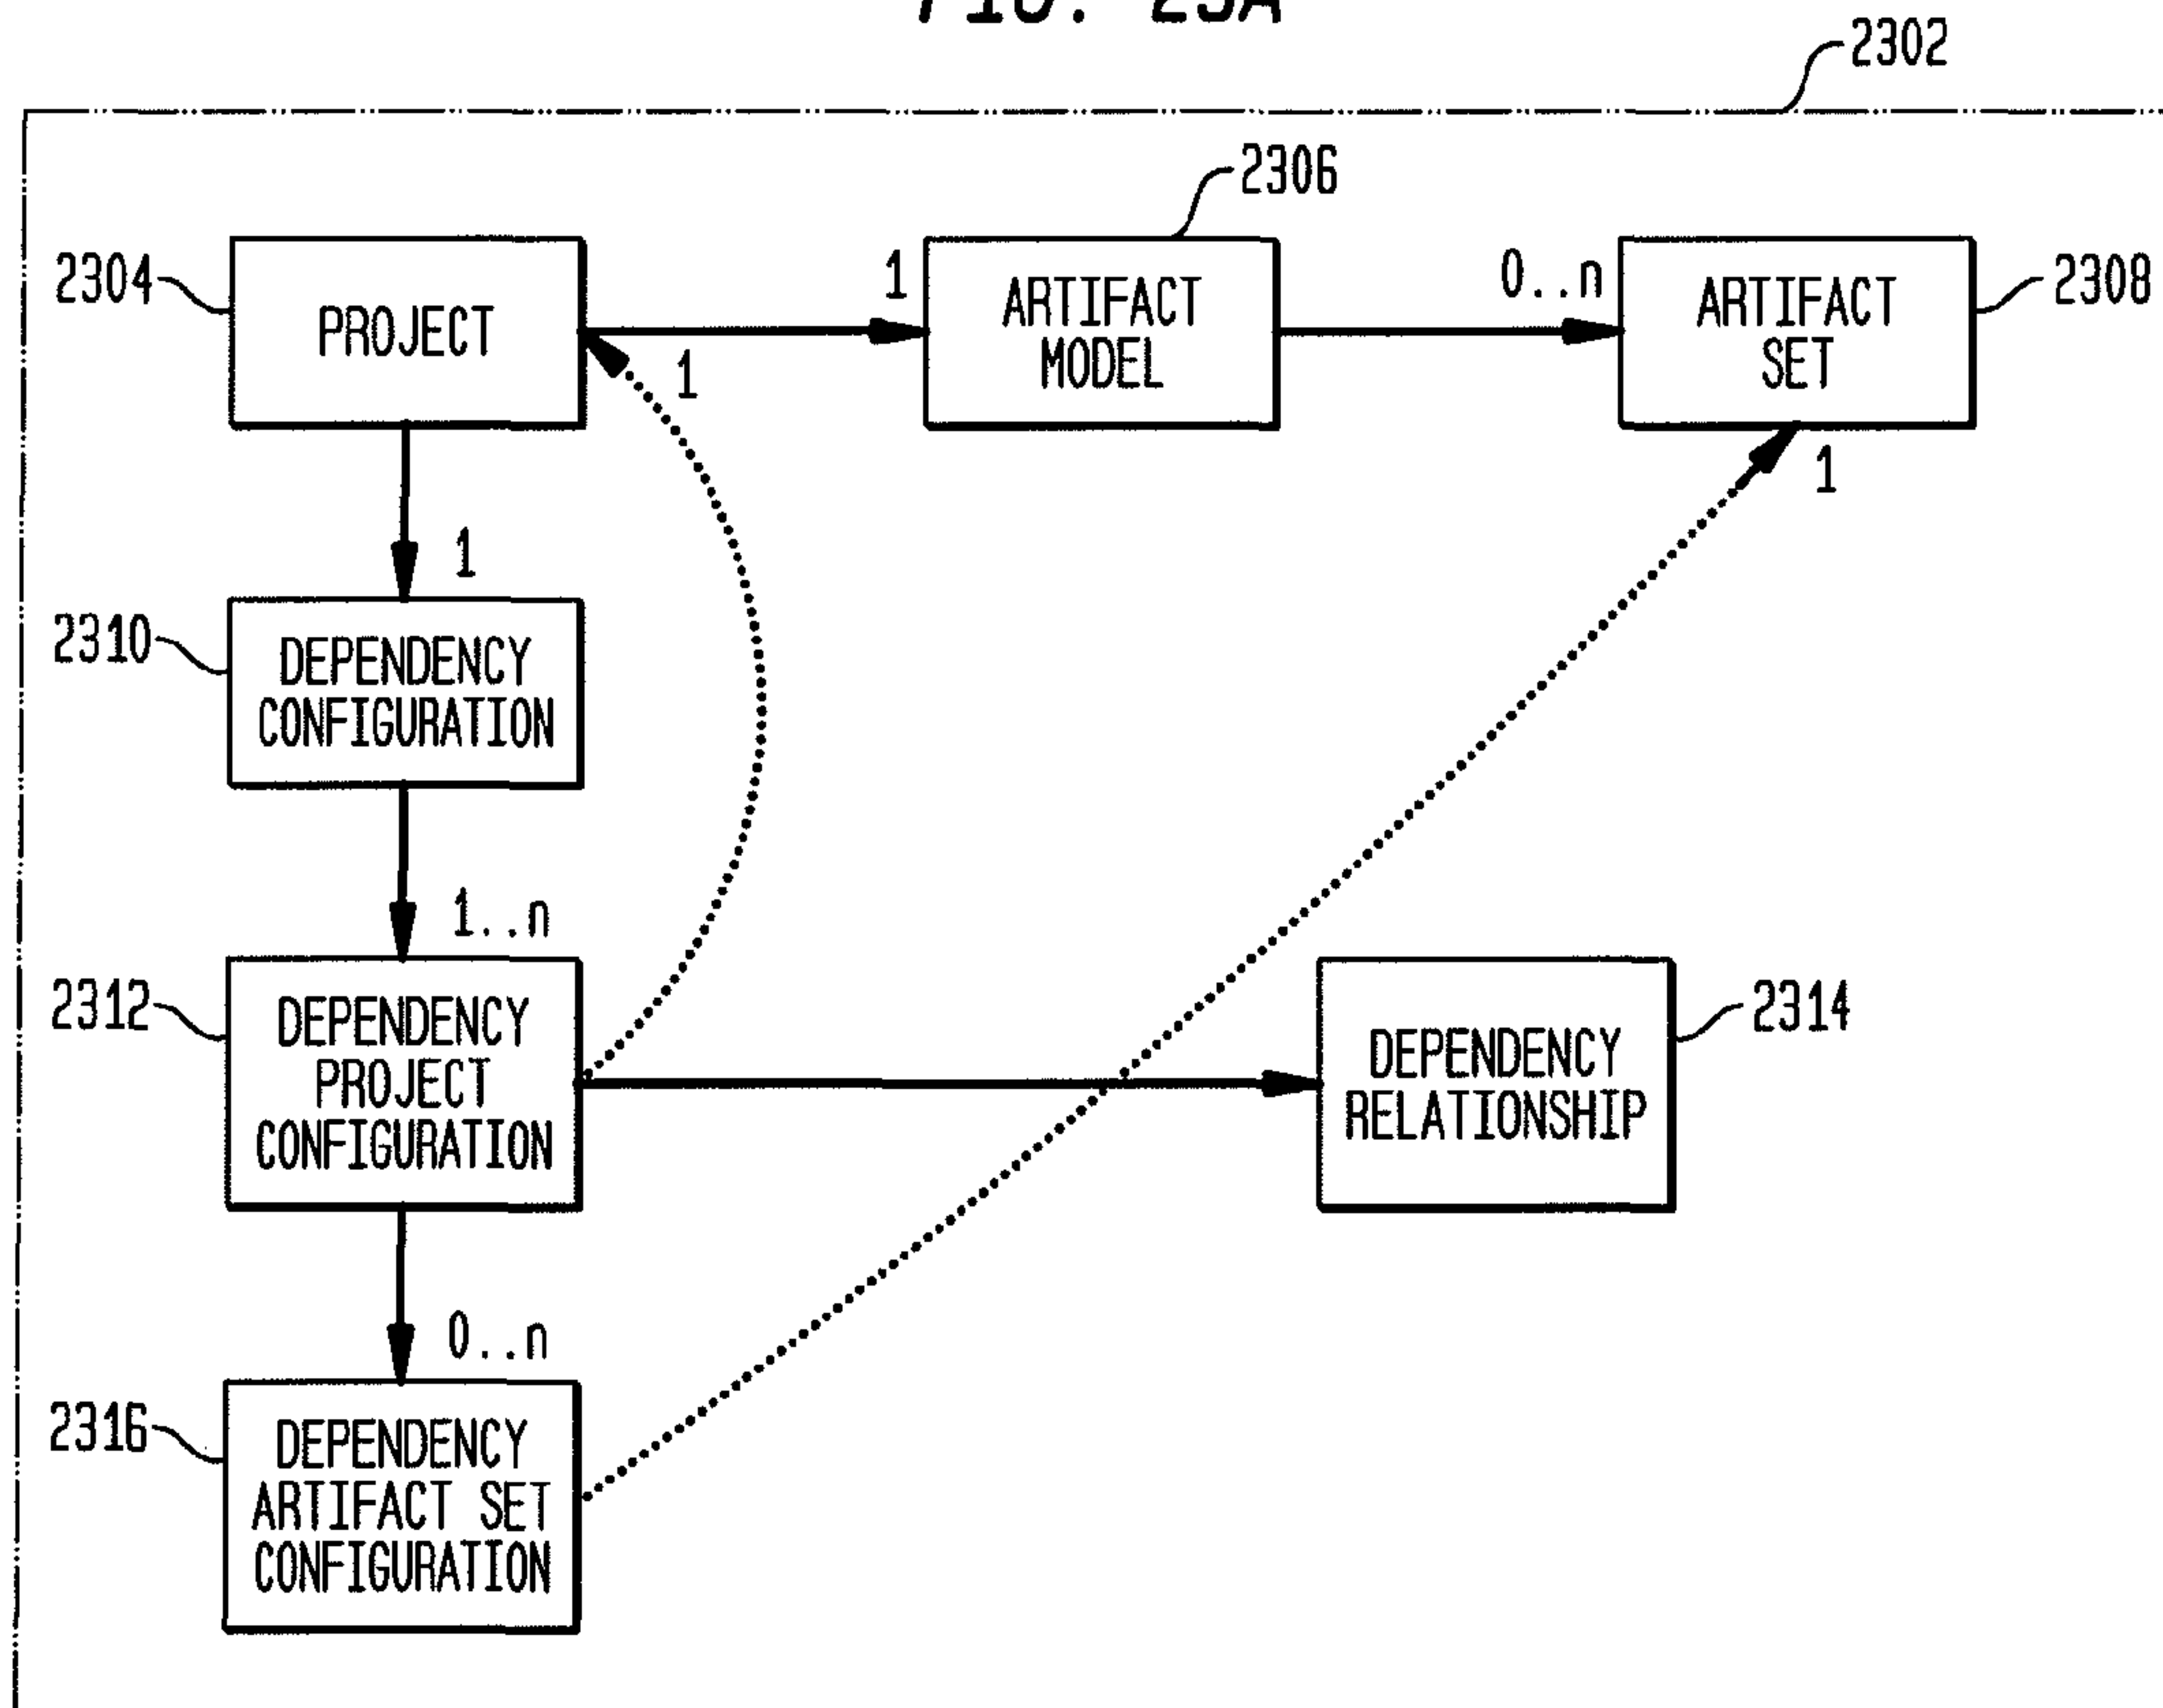 FIG. 23A
2302
2306
2304
PROJECT
1
ARTIFACT
MODEL
0..n
ARTIFACT
SET
2308
1
1
1
2310
DEPENDENCY
CONFIGURATION
1..n
2312
DEPENDENCY
PROJECT
CONFIGURATION
DEPENDENCY
RELATIONSHIP
2314
0..n
2316
DEPENDENCY
ARTIFACT SET
CONFIGURATION